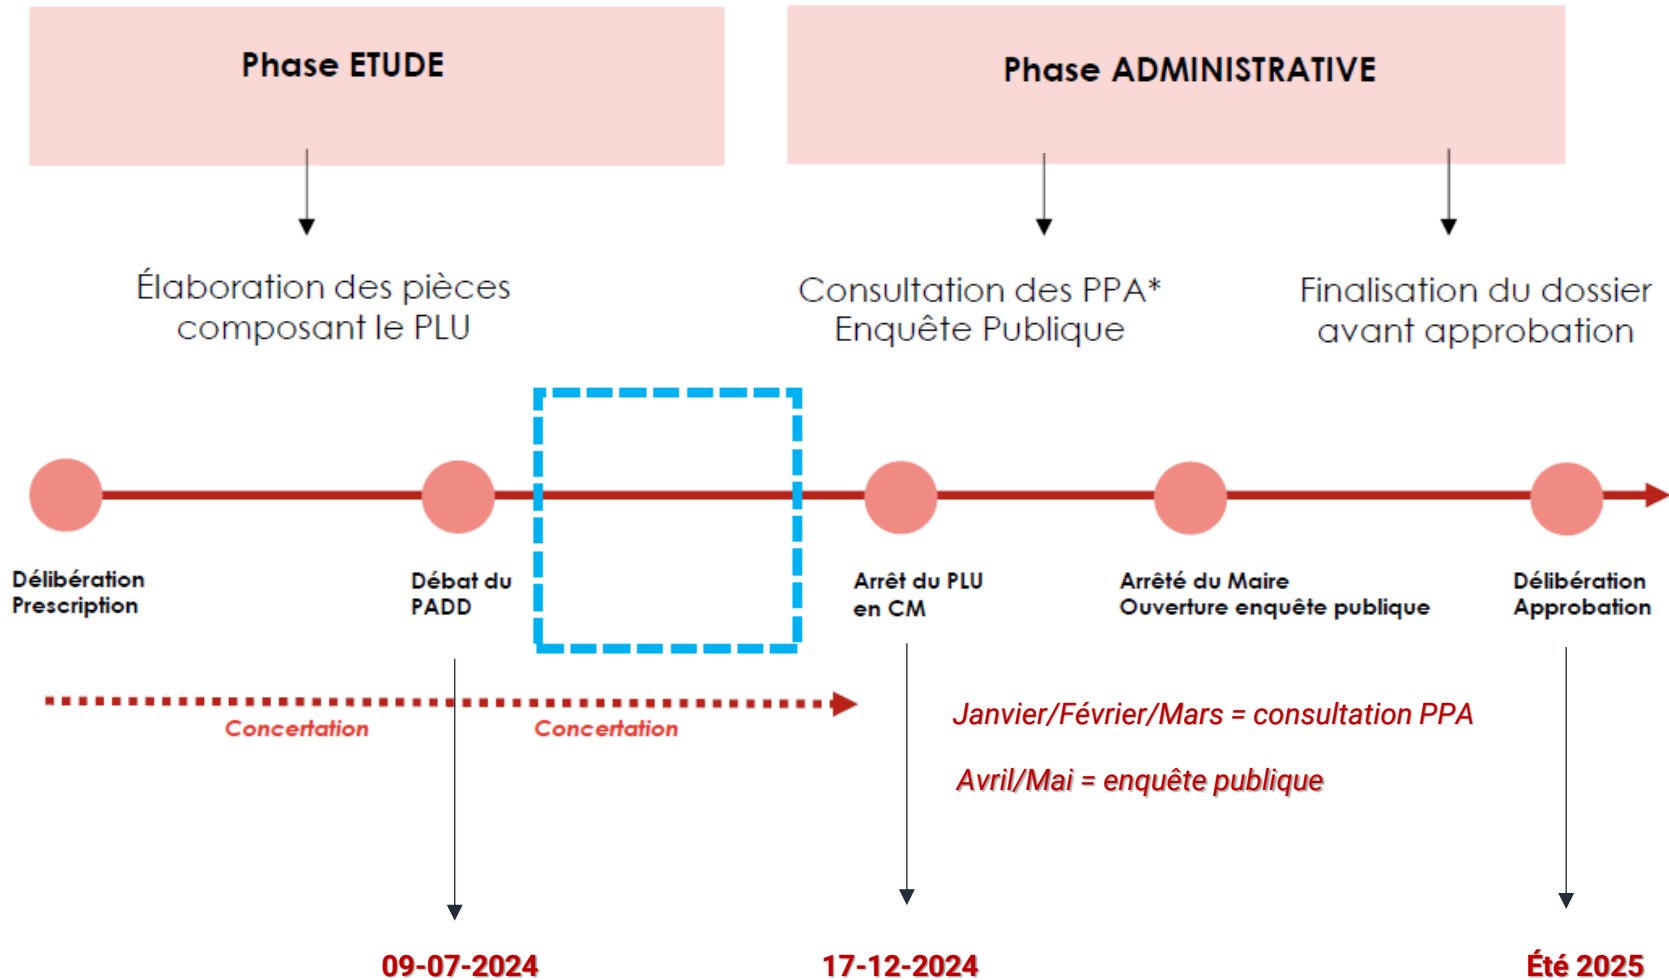 Phase ETUDE
Phase ADMINISTRATIVE
Élaboration des pièces
composant le PLU
Consultation des PPA*
Enquête Publique
Finalisation du dossier
avant approbation
Délibération
Prescription
Débat du
PADD
Arrêt du PLU
en CM
Arrêté du Maire
Ouverture enquête publique
Délibération
Approbation
Concertation
Concertation
Janvier/Février/Mars = consultation PPA
Avril/Mai = enquête publique
09-07-2024
17-12-2024
Été 2025